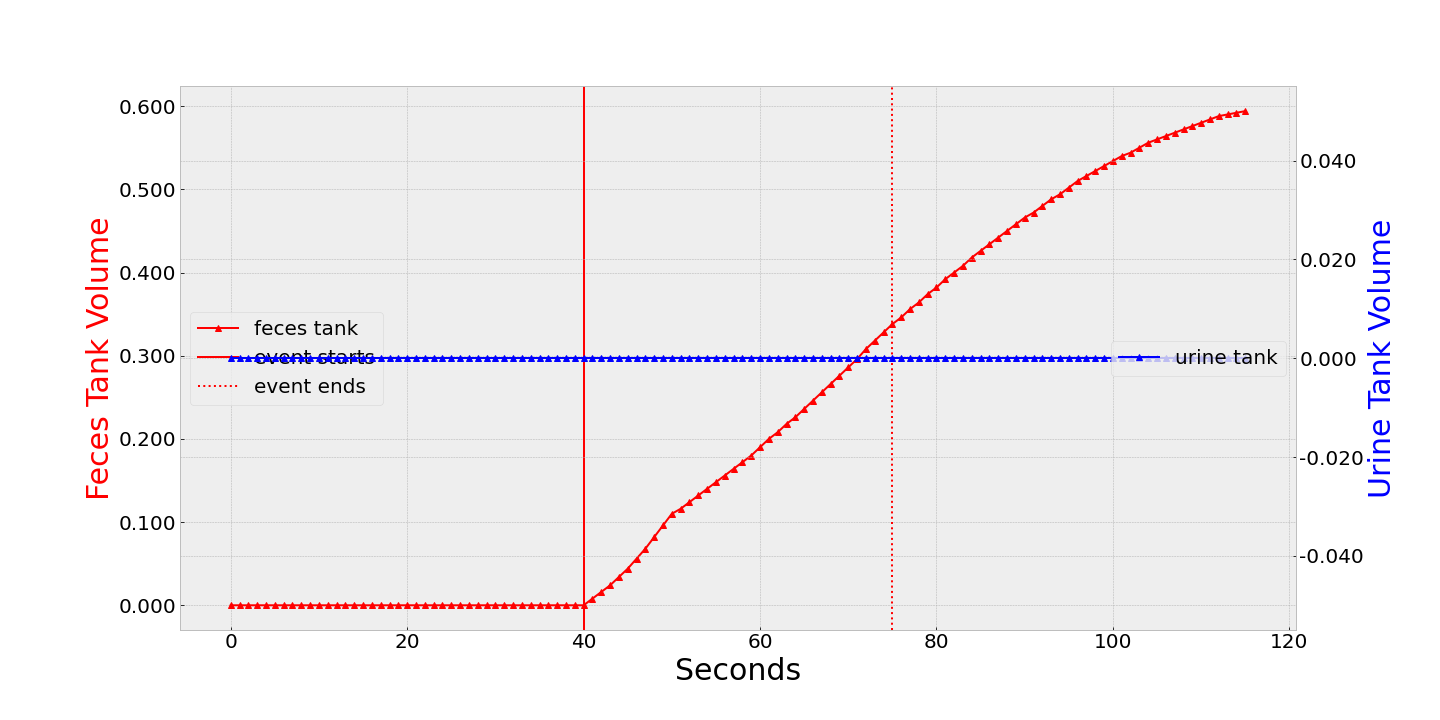 Feces Tank Volume
0.600
0.500
0.400
0.300
0.200
0.100
0.000
feces tank
event starts
event ends
urine tank
0.040
0.020
0.000
-0.020
-0.040
Urine Tank Volume
0 20 40 60 80 100 120
Seconds